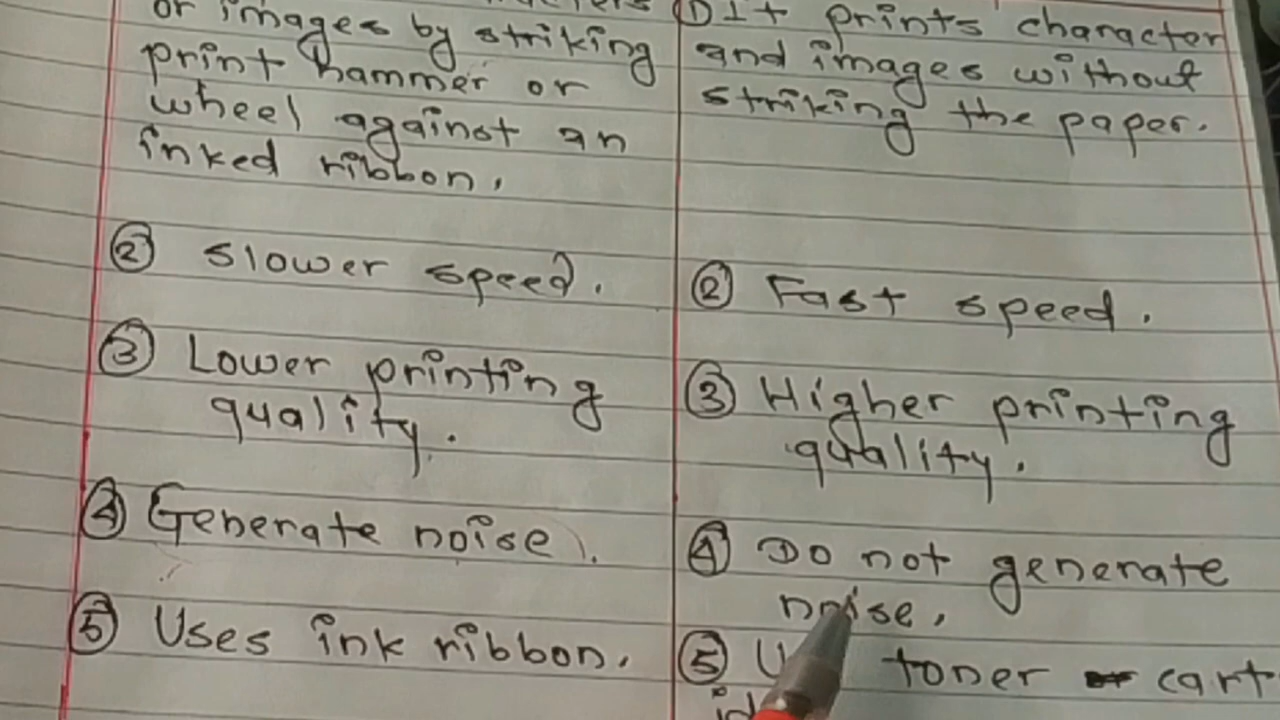 or images by striking
print hammer or
wheel against an
inked ribbon.
② slower speed.
③ Lower printing
quality.
④ Generate noise.
⑤ Uses ink ribbon.
① It prints character
and images without
striking the paper.
② Fast speed.
③ Higher printing
quality.
④ Do not generate
noise.
⑤ toner or cart